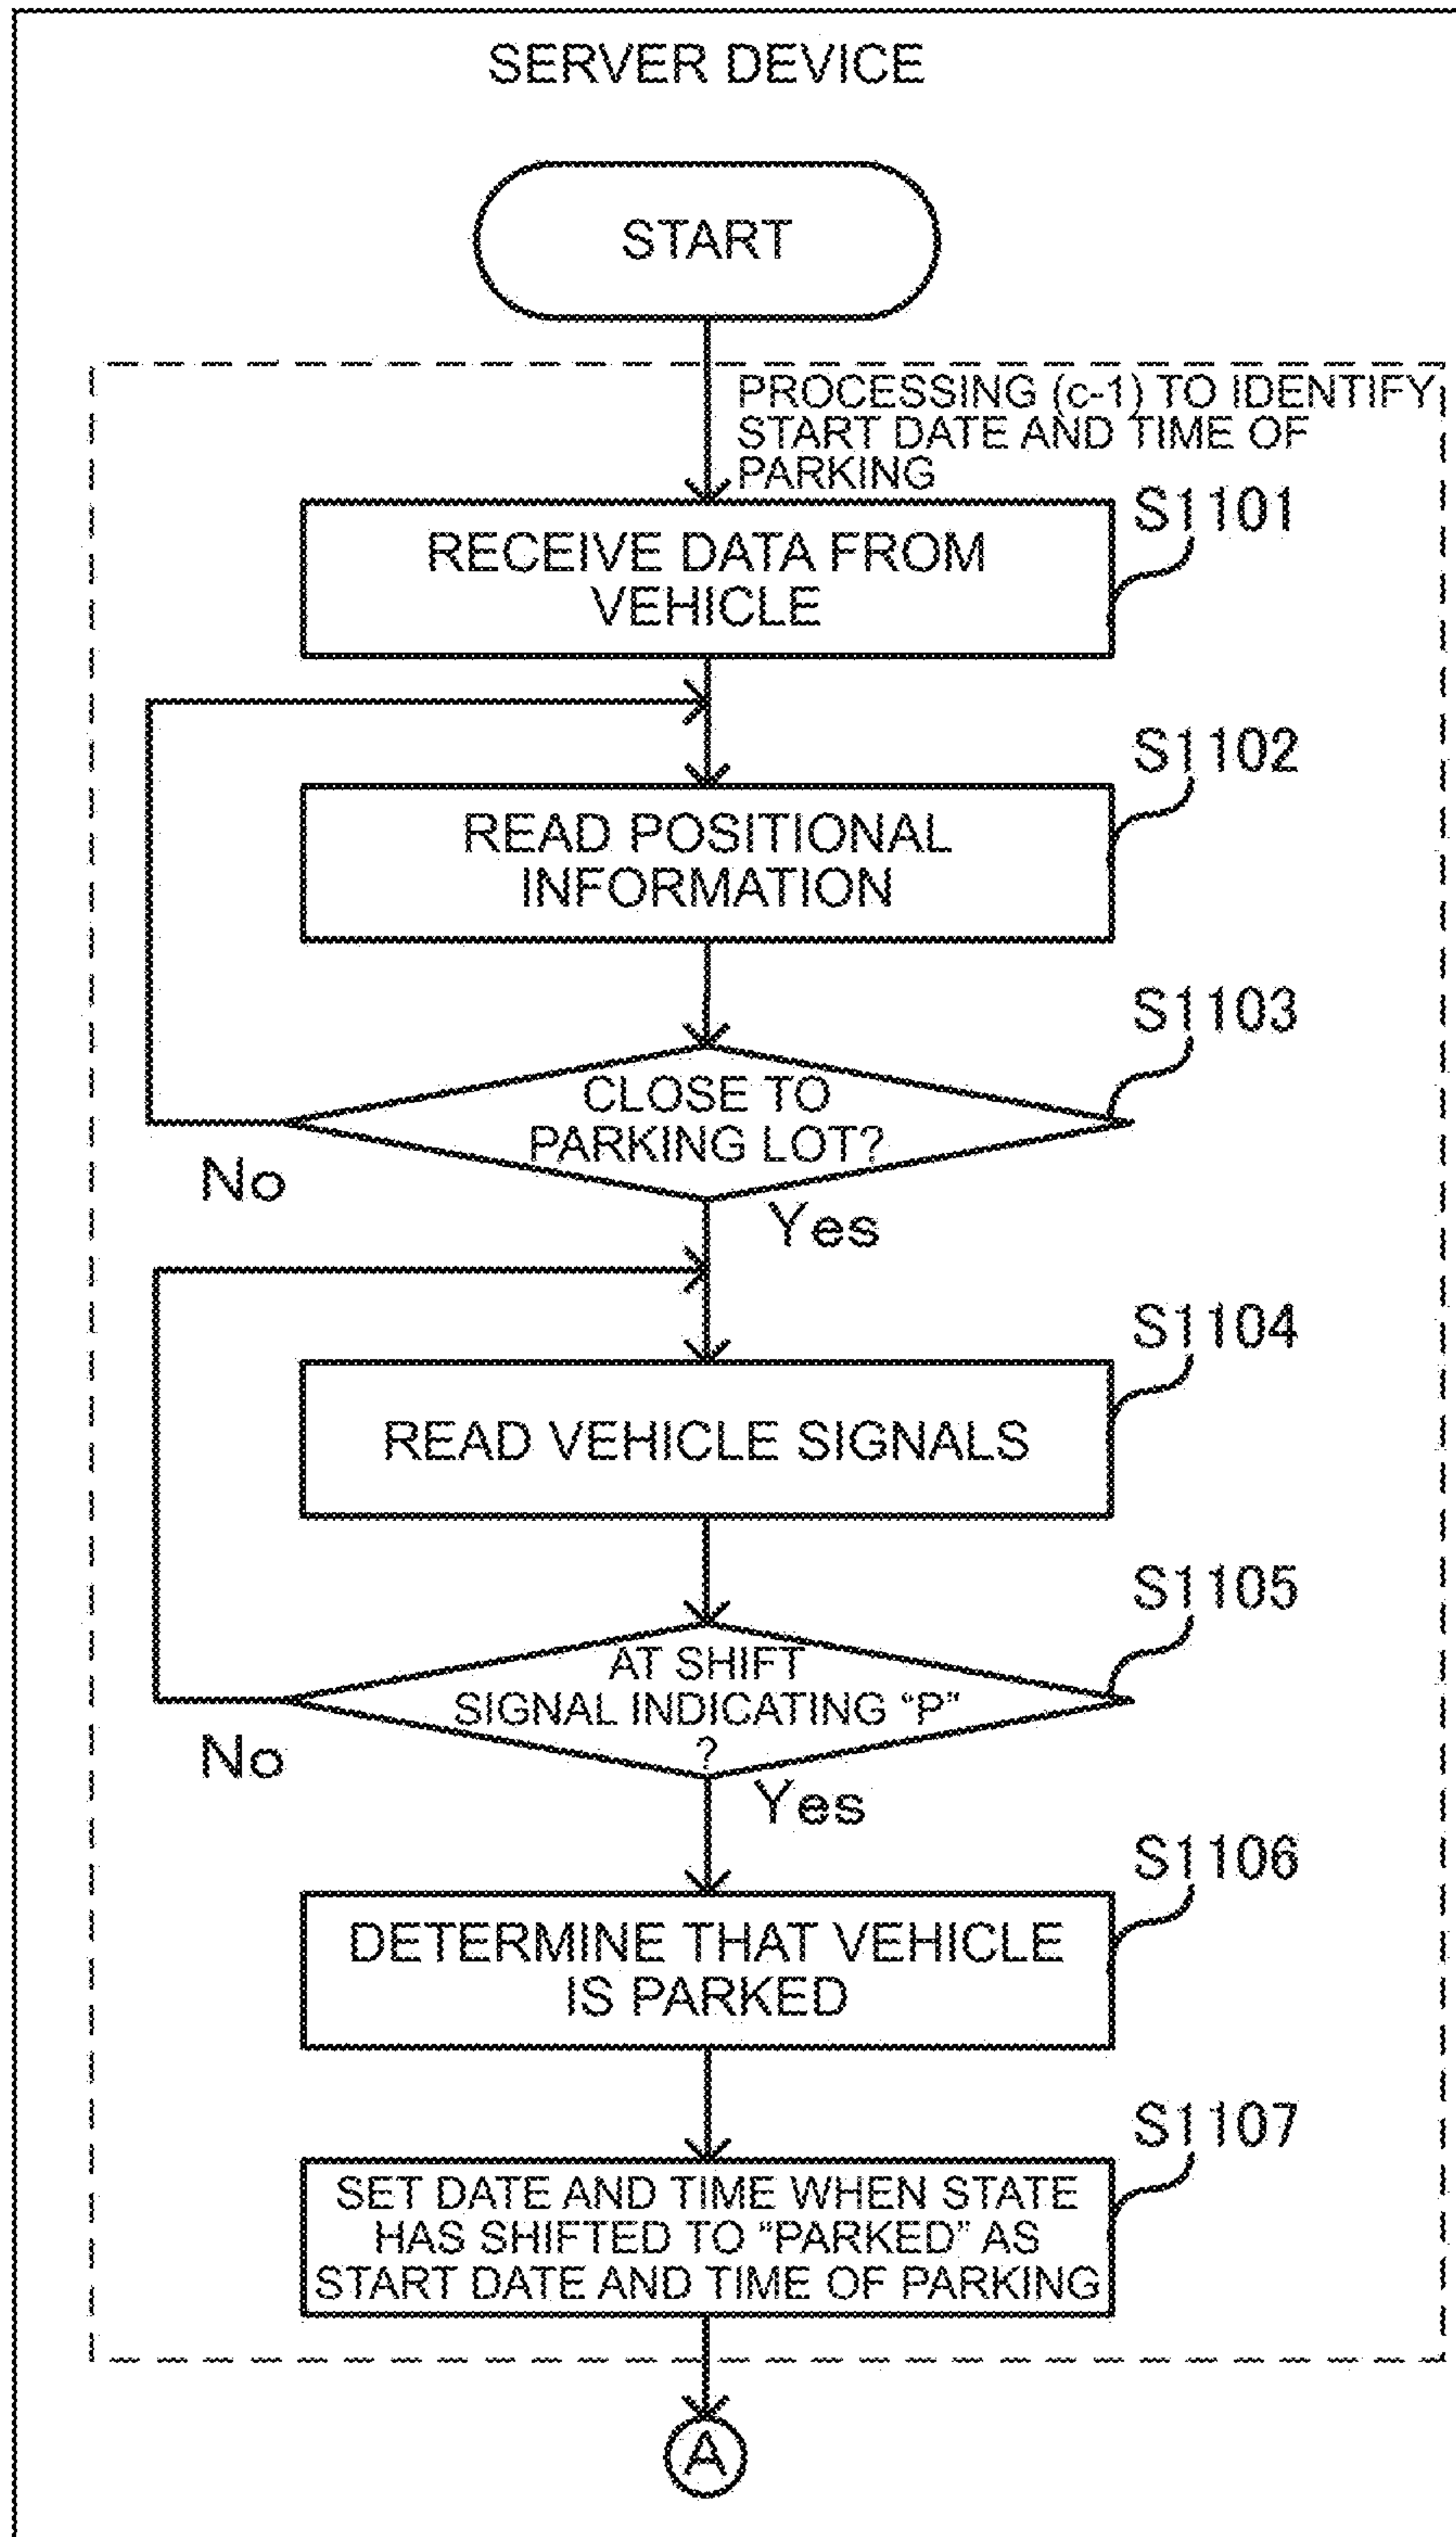 SERVER DEVICE
START
PROCESSING (c-1) TO IDENTIFY
START DATE AND TIME OF
PARKING
S1101
RECEIVE DATA FROM
VEHICLE
S1102
READ POSITIONAL
INFORMATION
S1103
CLOSE TO
PARKING LOT?
No
Yes
S1104
READ VEHICLE SIGNALS
S1105
AT SHIFT
SIGNAL INDICATING “P”
?
No
Yes
S1106
DETERMINE THAT VEHICLE
IS PARKED
S1107
SET DATE AND TIME WHEN STATE
HAS SHIFTED TO “PARKED” AS
START DATE AND TIME OF PARKING
A